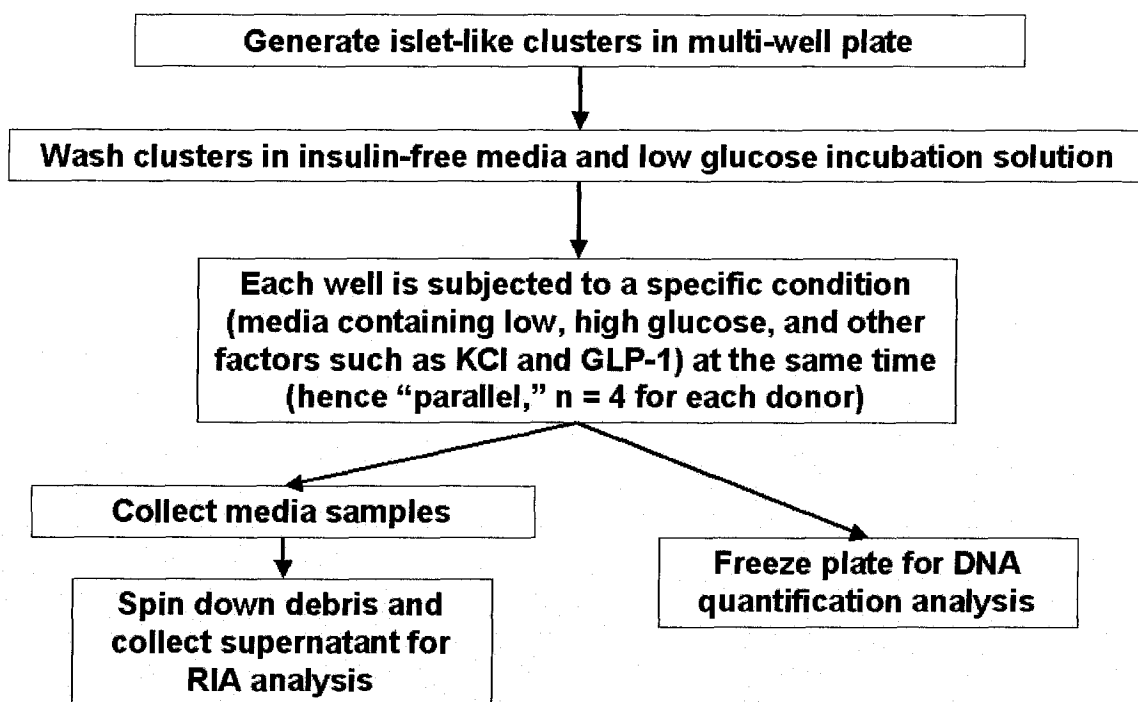 Generate islet-like clusters in multi-well plate
Wash clusters in insulin-free media and low glucose incubation solution
Each well is subjected to a specific condition
(media containing low, high glucose, and other
factors such as KCl and GLP-1) at the same time
(hence “parallel,” n = 4 for each donor)
Collect media samples
Spin down debris and
collect supernatant for
RIA analysis
Freeze plate for DNA
quantification analysis